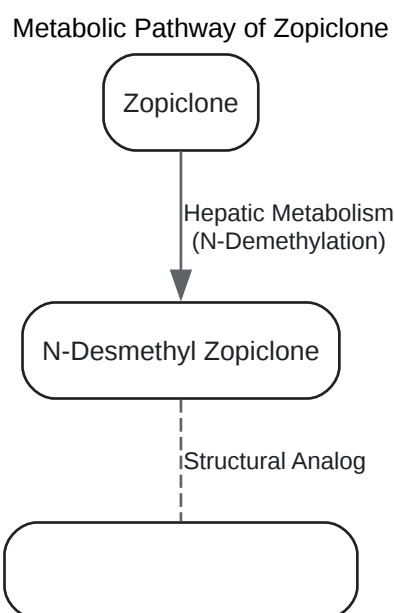 Metabolic Pathway of Zopiclone
Zopiclone
Hepatic Metabolism
(N-Demethylation)
N-Desmethyl Zopiclone
Structural Analog